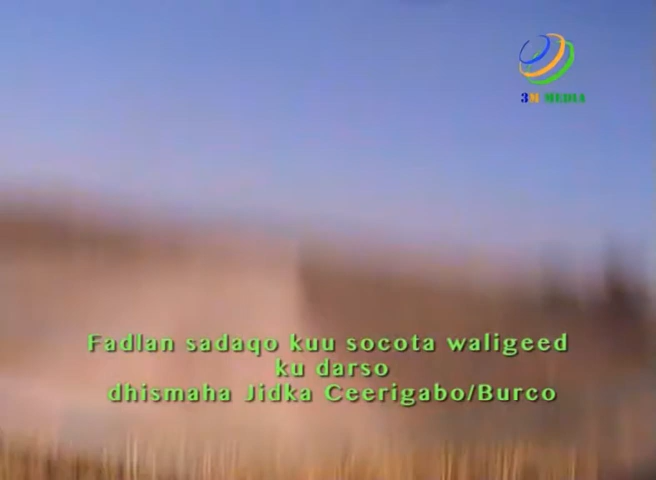 3M MEDIA
Fadlan sadaqo kuu socota waligeed
ku darso
dhismaha Jidka Ceerigabo/Burco